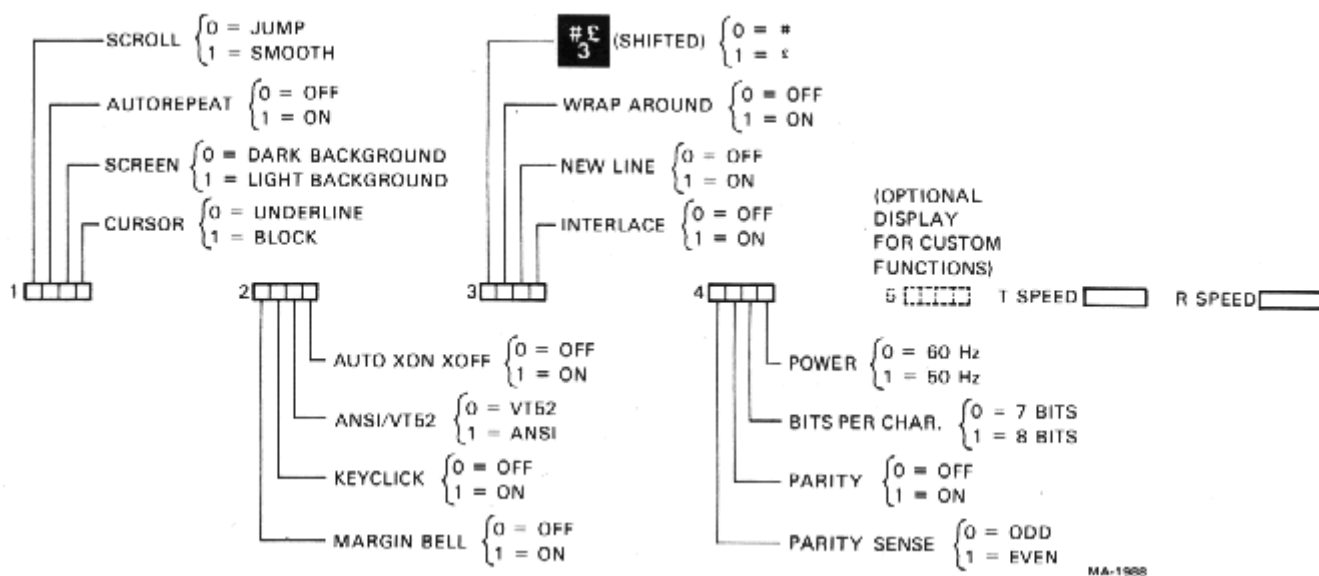 SCROLL 0 = JUMP
1 = SMOOTH
AUTOREPEAT 0 = OFF
1 = ON
SCREEN 0 = DARK BACKGROUND
1 = LIGHT BACKGROUND
CURSOR 0 = UNDERLINE
1 = BLOCK
# £
3 (SHIFTED) 0 = #
1 = £
WRAP AROUND 0 = OFF
1 = ON
NEW LINE 0 = OFF
1 = ON
INTERLACE 0 = OFF
1 = ON
(OPTIONAL
DISPLAY
FOR CUSTOM
FUNCTIONS)
1 2 3 4 5 T SPEED R SPEED
AUTO XON XOFF 0 = OFF
1 = ON
ANSI/VT52 0 = VT52
1 = ANSI
KEYCLICK 0 = OFF
1 = ON
MARGIN BELL 0 = OFF
1 = ON
POWER 0 = 60 Hz
1 = 50 Hz
BITS PER CHAR. 0 = 7 BITS
1 = 8 BITS
PARITY 0 = OFF
1 = ON
PARITY SENSE 0 = ODD
1 = EVEN
MA-1988